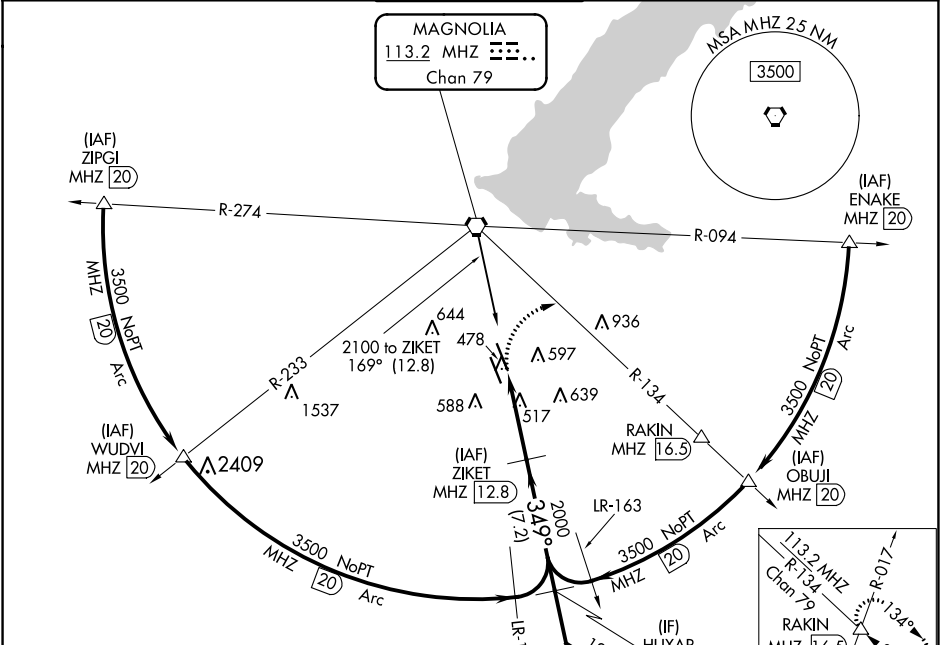 MAGNOLIA
113.2 MHZ
Chan 79
MSA MHZ 25 NM
3500
(IAF)
ZIPGI
MHZ 20
(IAF)
ENAKE
MHZ 20
R-274
R-094
3500 NoPT
MHZ 20 Arc
644
478
936
597
2100 to ZIKET
169° (12.8)
R-233
R-134
3500 NoPT
MHZ 20 Arc
1537
588
517
639
(IAF)
WUDVI
MHZ 20
2409
RAKIN
MHZ 16.5
(IAF)
ZIKET
MHZ 12.8
(IAF)
OBUJI
MHZ 20
349°
2000
(7.2)
LR-163
3500 NoPT
MHZ 20 Arc
3500 NoPT
MHZ 20 Arc
(IF)
113.2 MHZ
R-134
Chan 79
R-017
134°
RAKIN